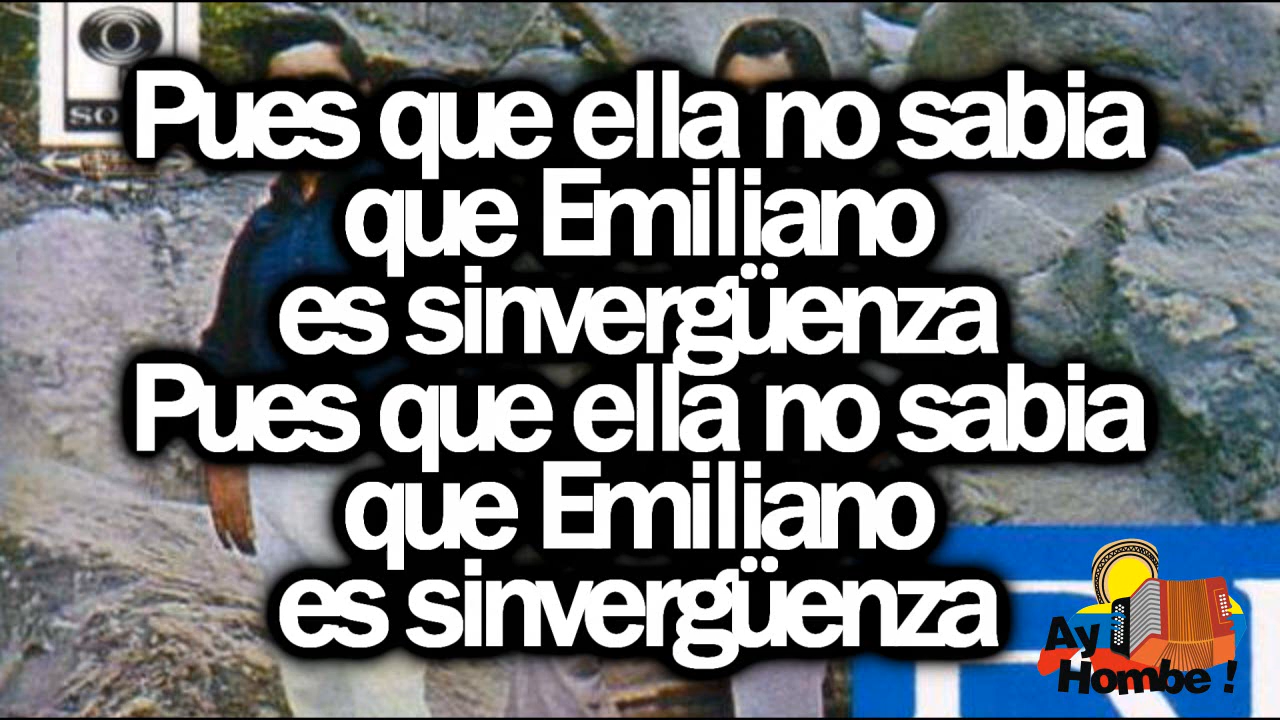 Pues que ella no sabia
que Emiliano
es sinvergüenza
Pues que ella no sabia
que Emiliano
es sinvergüenza
Ay
Hombe !